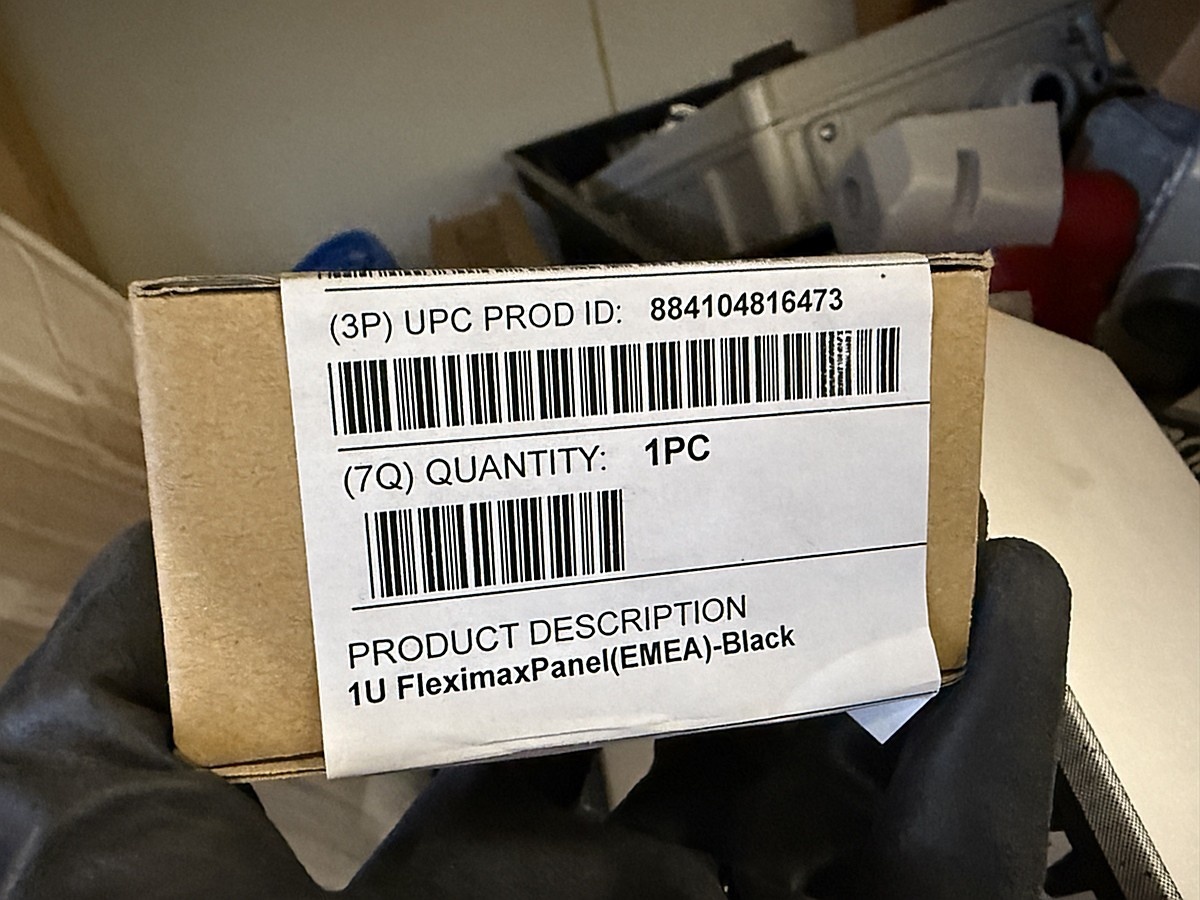 (3P) UPC PROD ID: 884104816473
(7Q) QUANTITY: 1PC
PRODUCT DESCRIPTION
1U FleximaxPanel(EMEA)-Black